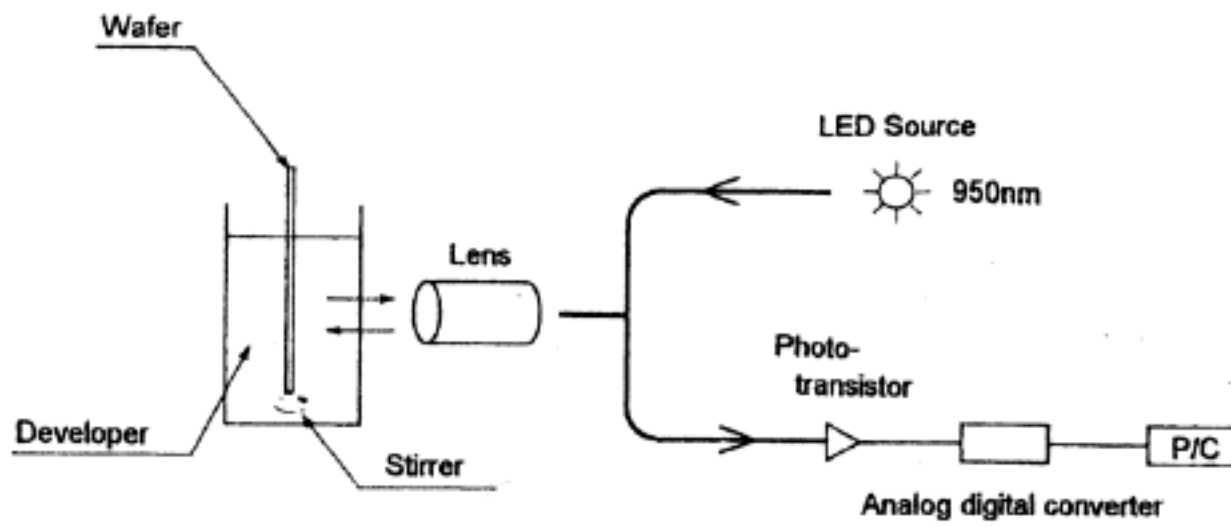 Wafer
LED Source
950nm
Lens
Photo-
transistor
Developer
Stirrer
P/C
Analog digital converter